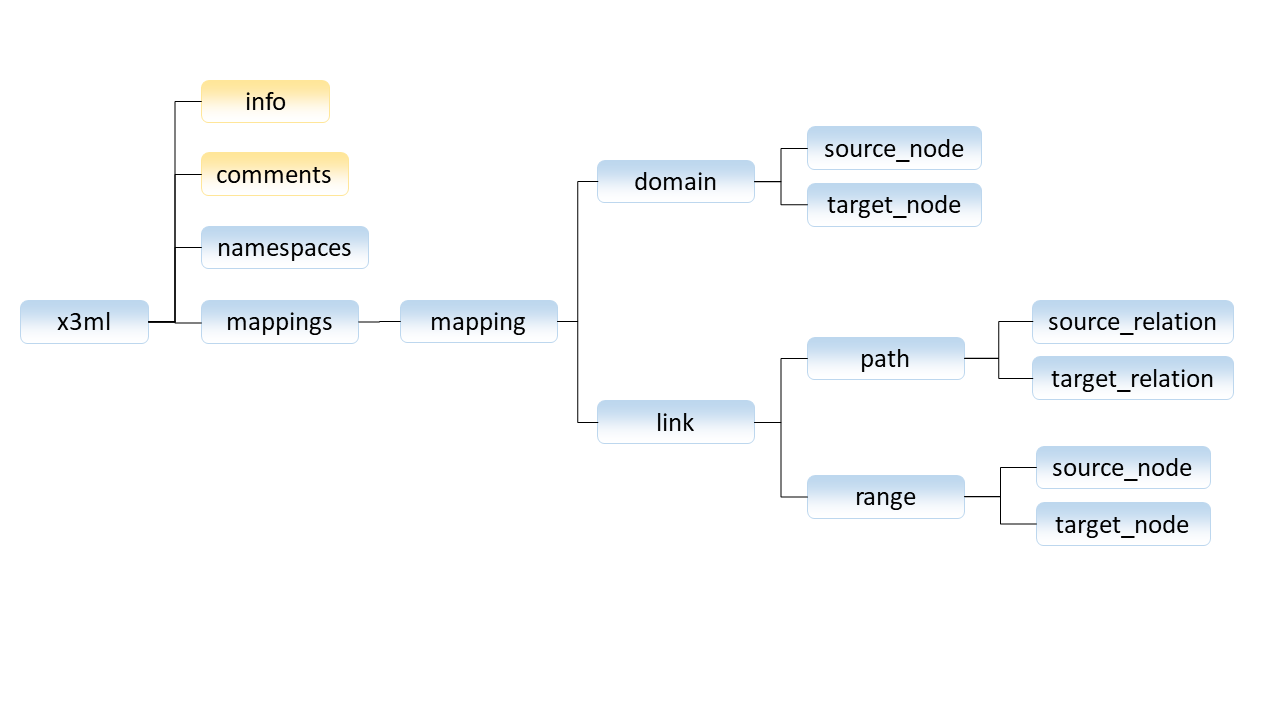 info
comments
namespaces
x3ml
mappings
mapping
domain
source_node
target_node
link
path
source_relation
target_relation
range
source_node
target_node